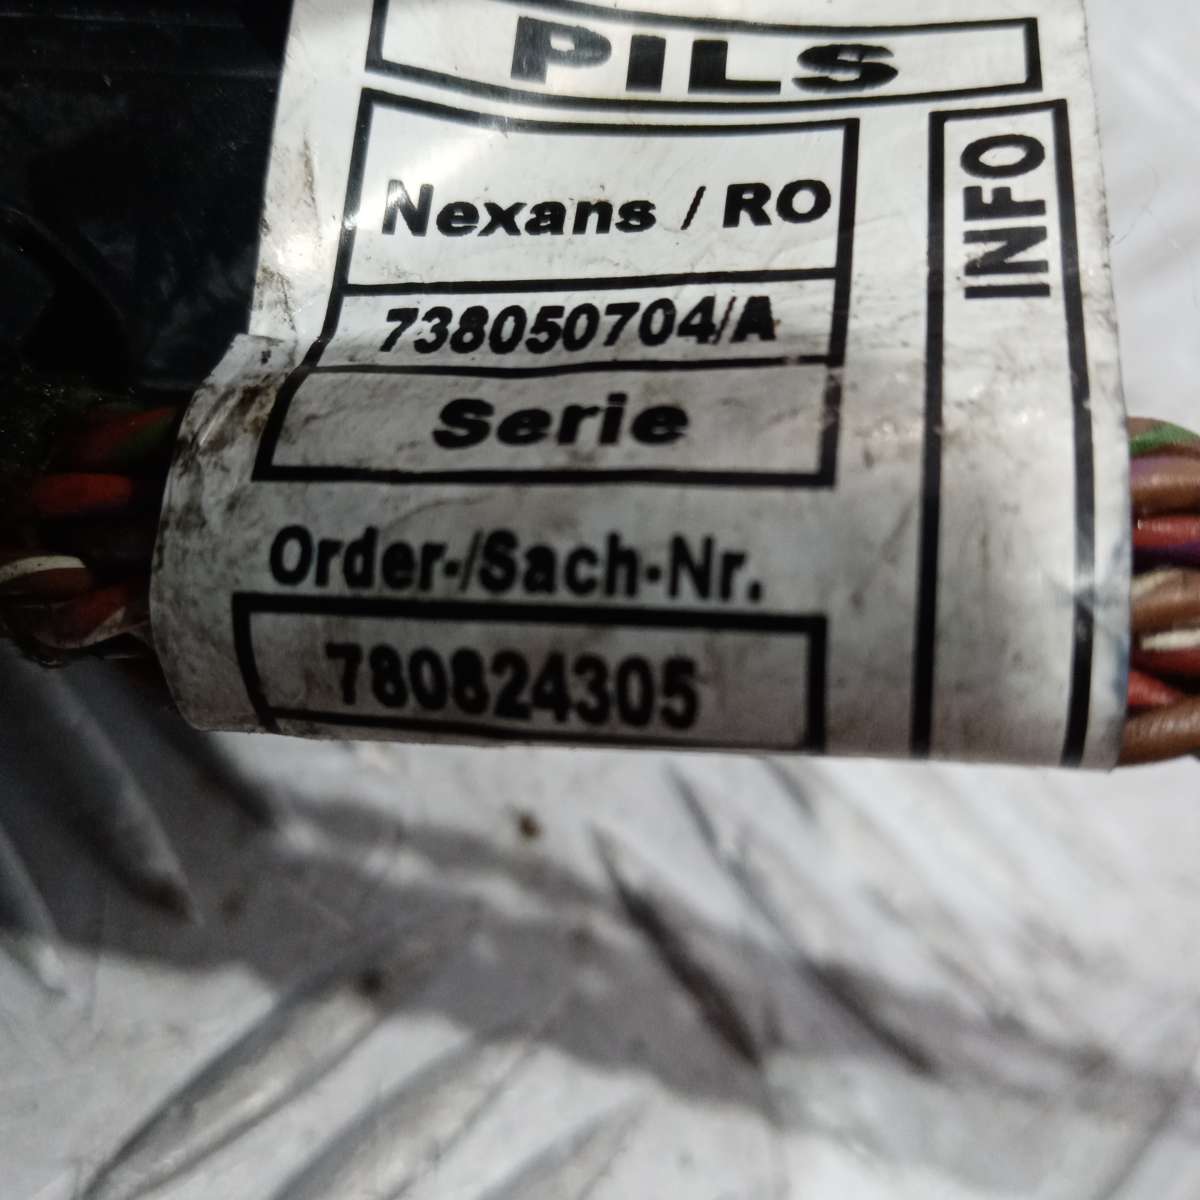 PILS
Nexans / RO
738050704/A
Serie
INFO
Order-/Sach-Nr.
780824305